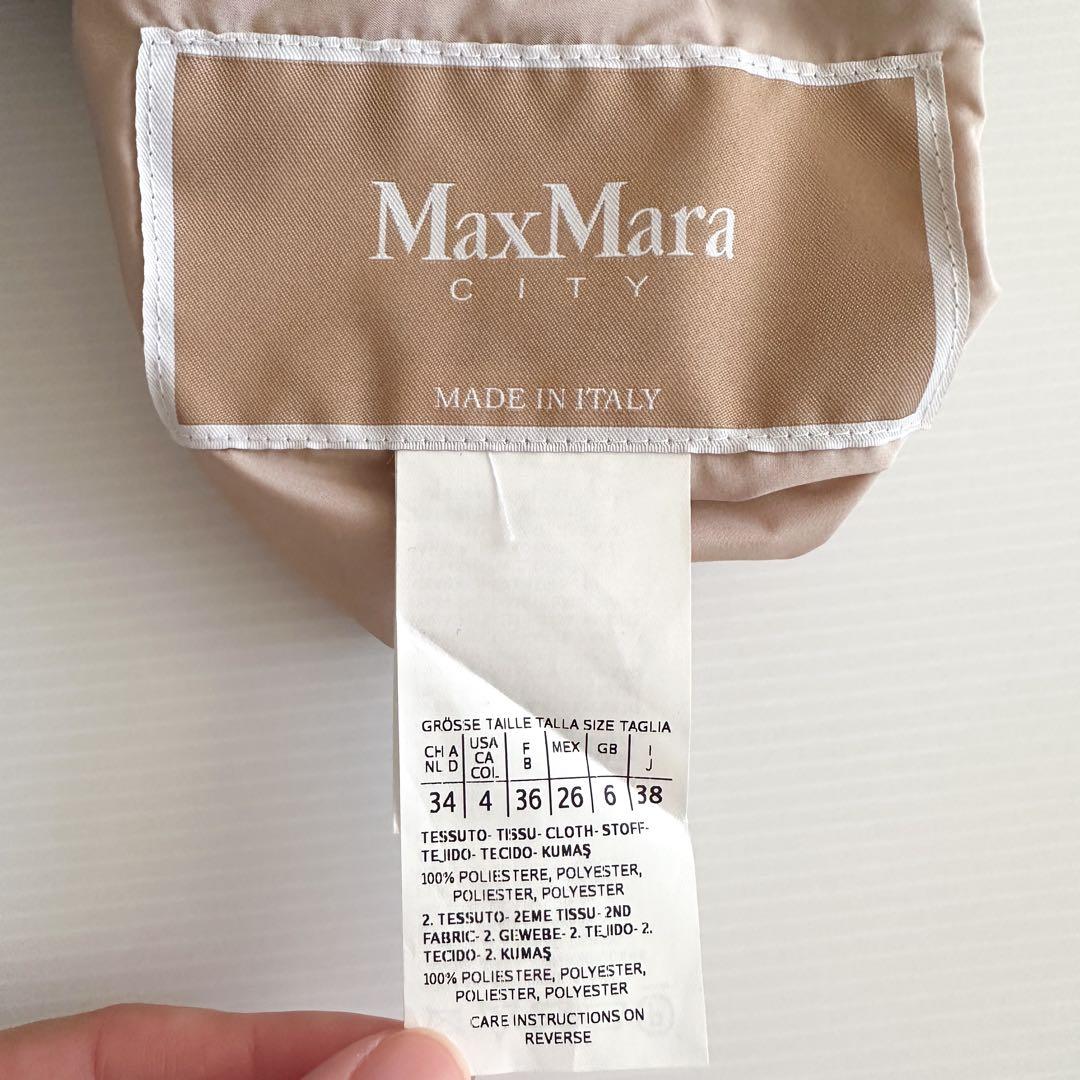 MaxMara
CITY
MADE IN ITALY
GRÖSSE TAILLE TALLA SIZE TAGLIA
CH A NL D USA CA COL F B MEX GB I J
34 4 36 26 6 38
TESSUTO- TISSU- CLOTH- STOFF-
TEJIDO- TECIDO- KUMAŞ
100% POLIESTERE, POLYESTER,
POLIESTER, POLYESTER
2. TESSUTO- 2EME TISSU- 2ND
FABRIC- 2. GEWEBE- 2. TEJIDO- 2.
TECIDO- 2. KUMAŞ
100% POLIESTERE, POLYESTER,
POLIESTER, POLYESTER
CARE INSTRUCTIONS ON
REVERSE